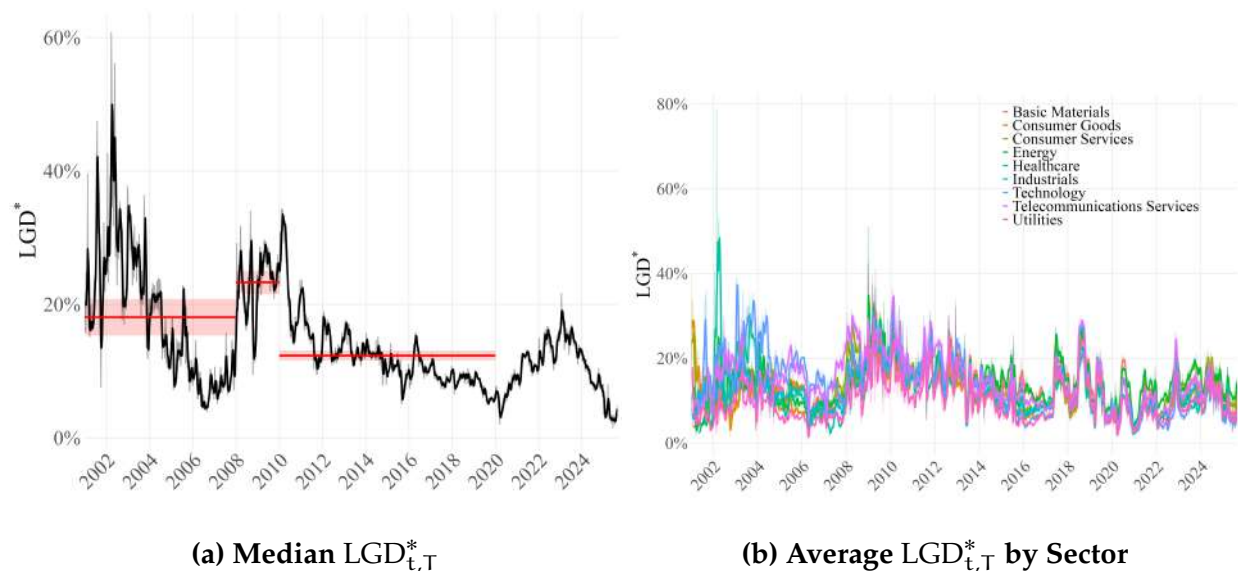 60%
40%
20%
0%
LGD*
2002
2004
2006
2008
2010
2012
2014
2016
2018
2020
2022
2024
(a) Median LGD*t,T
80%
60%
40%
20%
0%
LGD*
Basic Materials
Consumer Goods
Consumer Services
Energy
Healthcare
Industrials
Technology
Telecommunications Services
Utilities
2002
2004
2006
2008
2010
2012
2014
2016
2018
2020
2022
2024
(b) Average LGD*t,T by Sector